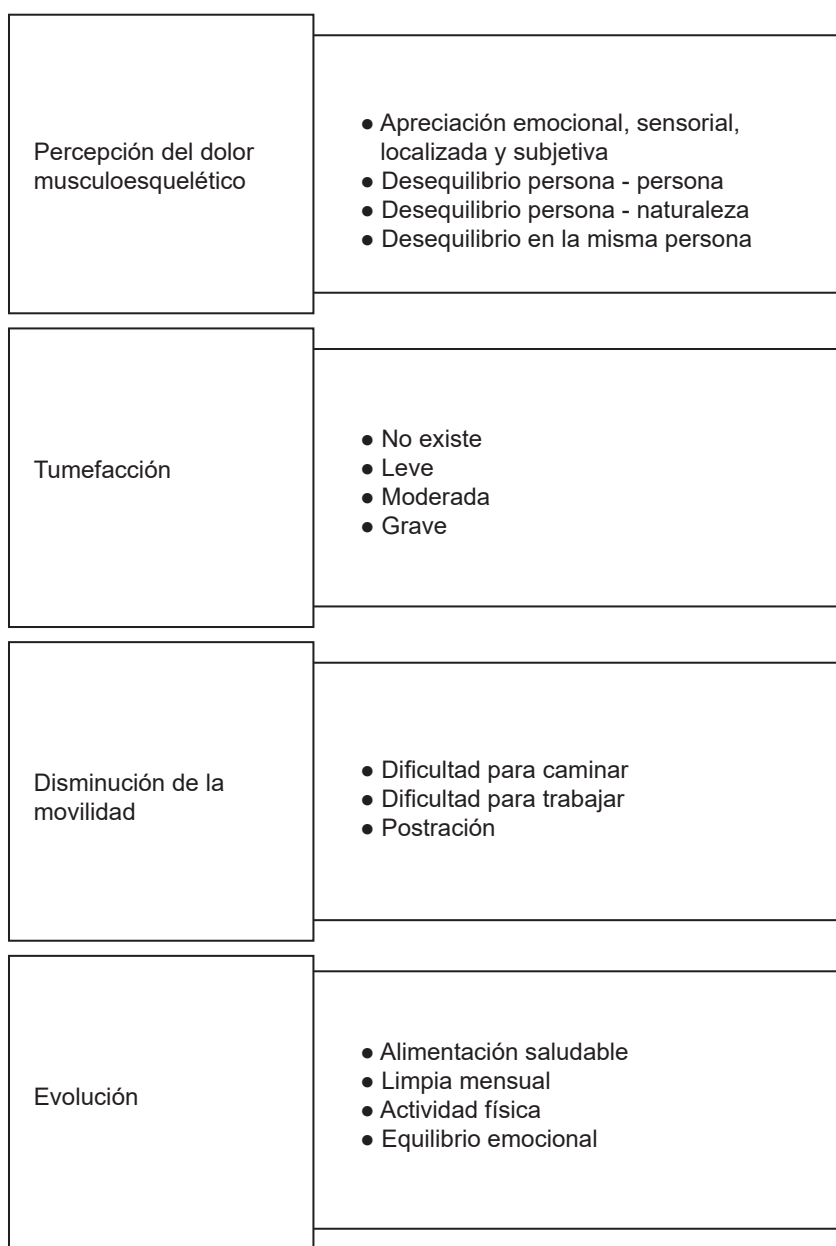 Percepción del dolor
musculoesquelético
● Apreciación emocional, sensorial,
localizada y subjetiva
● Desequilibrio persona - persona
● Desequilibrio persona - naturaleza
● Desequilibrio en la misma persona
Tumefacción
● No existe
● Leve
● Moderada
● Grave
Disminución de la
movilidad
● Dificultad para caminar
● Dificultad para trabajar
● Postración
Evolución
● Alimentación saludable
● Limpia mensual
● Actividad física
● Equilibrio emocional